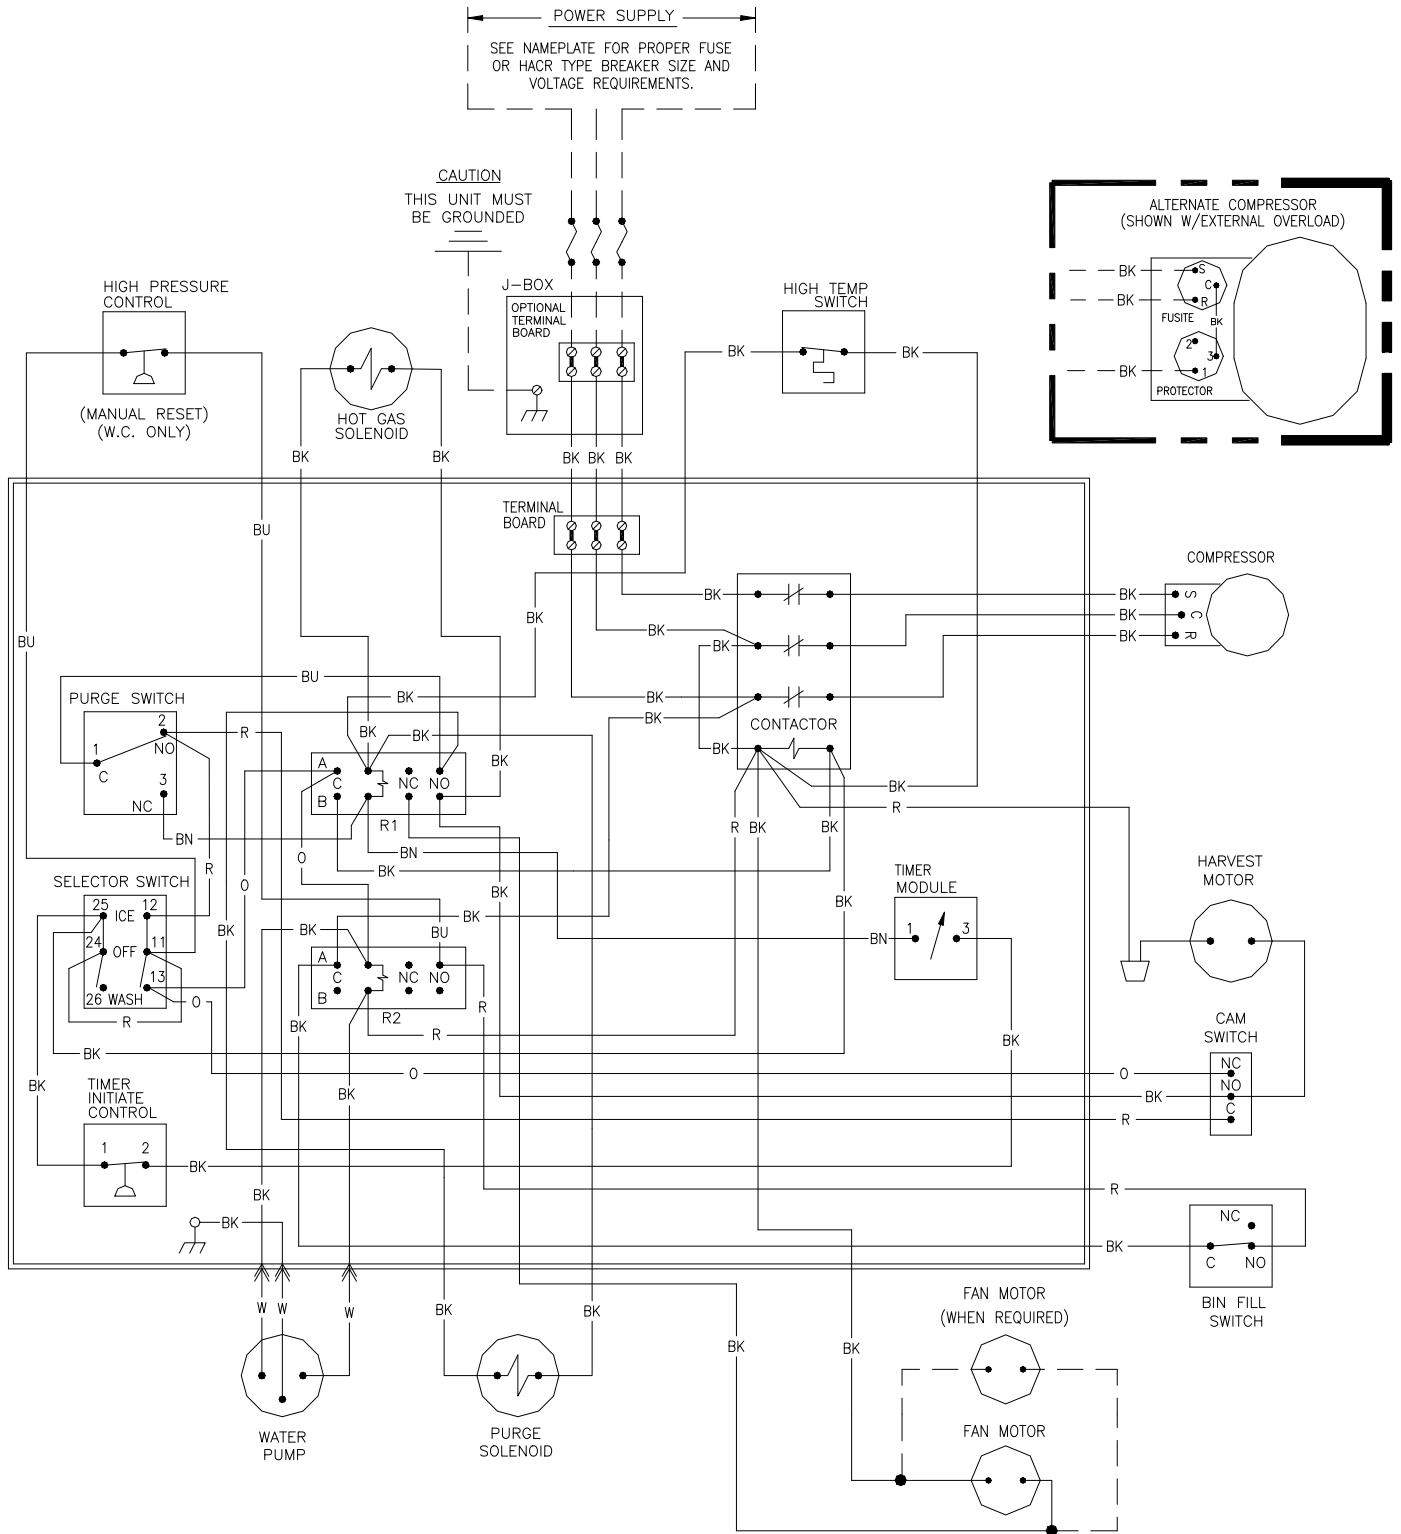 POWER SUPPLY
SEE NAMEPLATE FOR PROPER FUSE
OR HACR TYPE BREAKER SIZE AND
VOLTAGE REQUIREMENTS.
CAUTION
THIS UNIT MUST
BE GROUNDED
ALTERNATE COMPRESSOR
(SHOWN W/EXTERNAL OVERLOAD)
BK
S
C
BK
R
FUSITE
BK
2
3
BK
1
PROTECTOR
HIGH PRESSURE
CONTROL
(MANUAL RESET)
(W.C. ONLY)
HOT GAS
SOLENOID
J-BOX
OPTIONAL
TERMINAL
BOARD
HIGH TEMP
SWITCH
BK
BK
BK
BK
BK BK BK
TERMINAL
BOARD
BU
COMPRESSOR
BK
BK
S
BK
BK
C
BK
BK
BK
R
BU
BU
BK
BK
BK
CONTACTOR
BK
PURGE SWITCH
2
NO
1
C
3
NC
R
BK
BK
BK
BK
A
C
NC
NO
B
R1
BK
R
R
BK
BK
BN
BN
O
BK
R
O
BK
BK
SELECTOR SWITCH
25
ICE
12
24
OFF
11
13
26 WASH
O
R
BK
BK
BK
BU
A
C
NC
NO
B
R2
R
BK
R
TIMER
MODULE
1
3
BN
BK
HARVEST
MOTOR
CAM
SWITCH
NC
NO
C
BK
BK
BK
O
O
BK
R
TIMER
INITIATE
CONTROL
1
2
BK
BK
BK
R
BK
NC
C
NO
BIN FILL
SWITCH
W
W
W
BK
BK
BK
BK
WATER
PUMP
PURGE
SOLENOID
FAN MOTOR
(WHEN REQUIRED)
FAN MOTOR